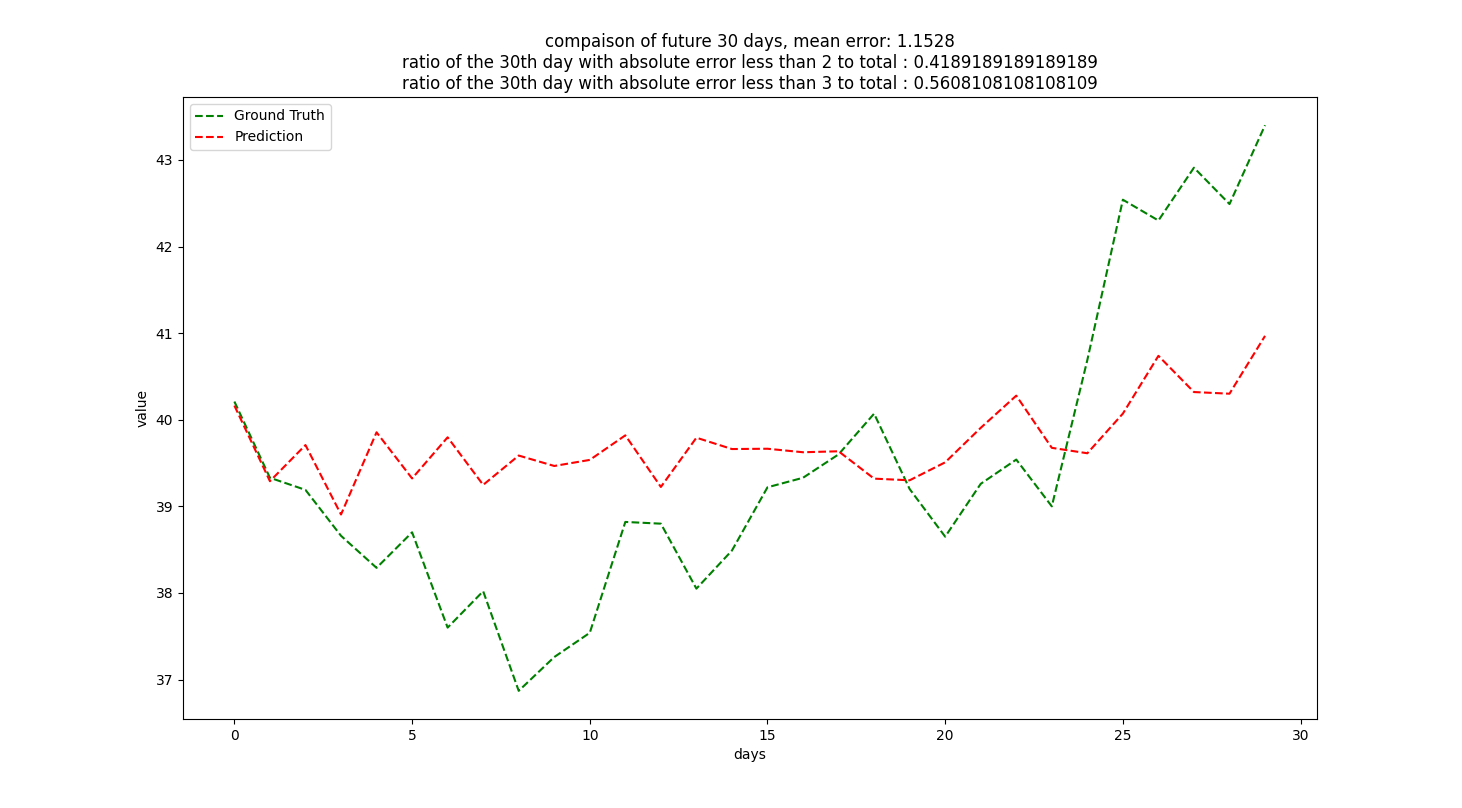 compaison of future 30 days, mean error: 1.1528
ratio of the 30th day with absolute error less than 2 to total : 0.4189189189189189
ratio of the 30th day with absolute error less than 3 to total : 0.5608108108108109
Ground Truth
Prediction
43
42
41
40
39
38
37
value
0 5 10 15 20 25 30
days